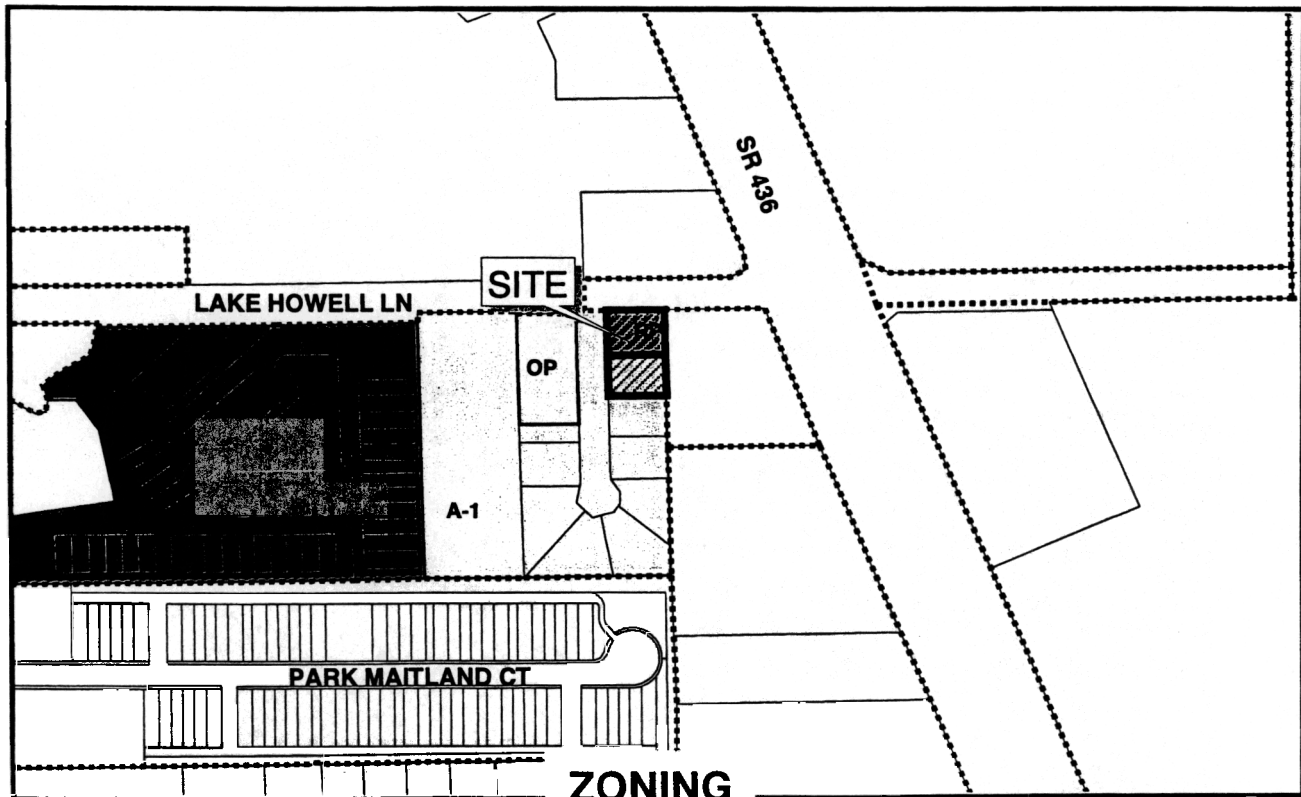 SR 436
SITE
LAKE HOWELL LN
OP
A-1
PARK MAITLAND CT
ZONING